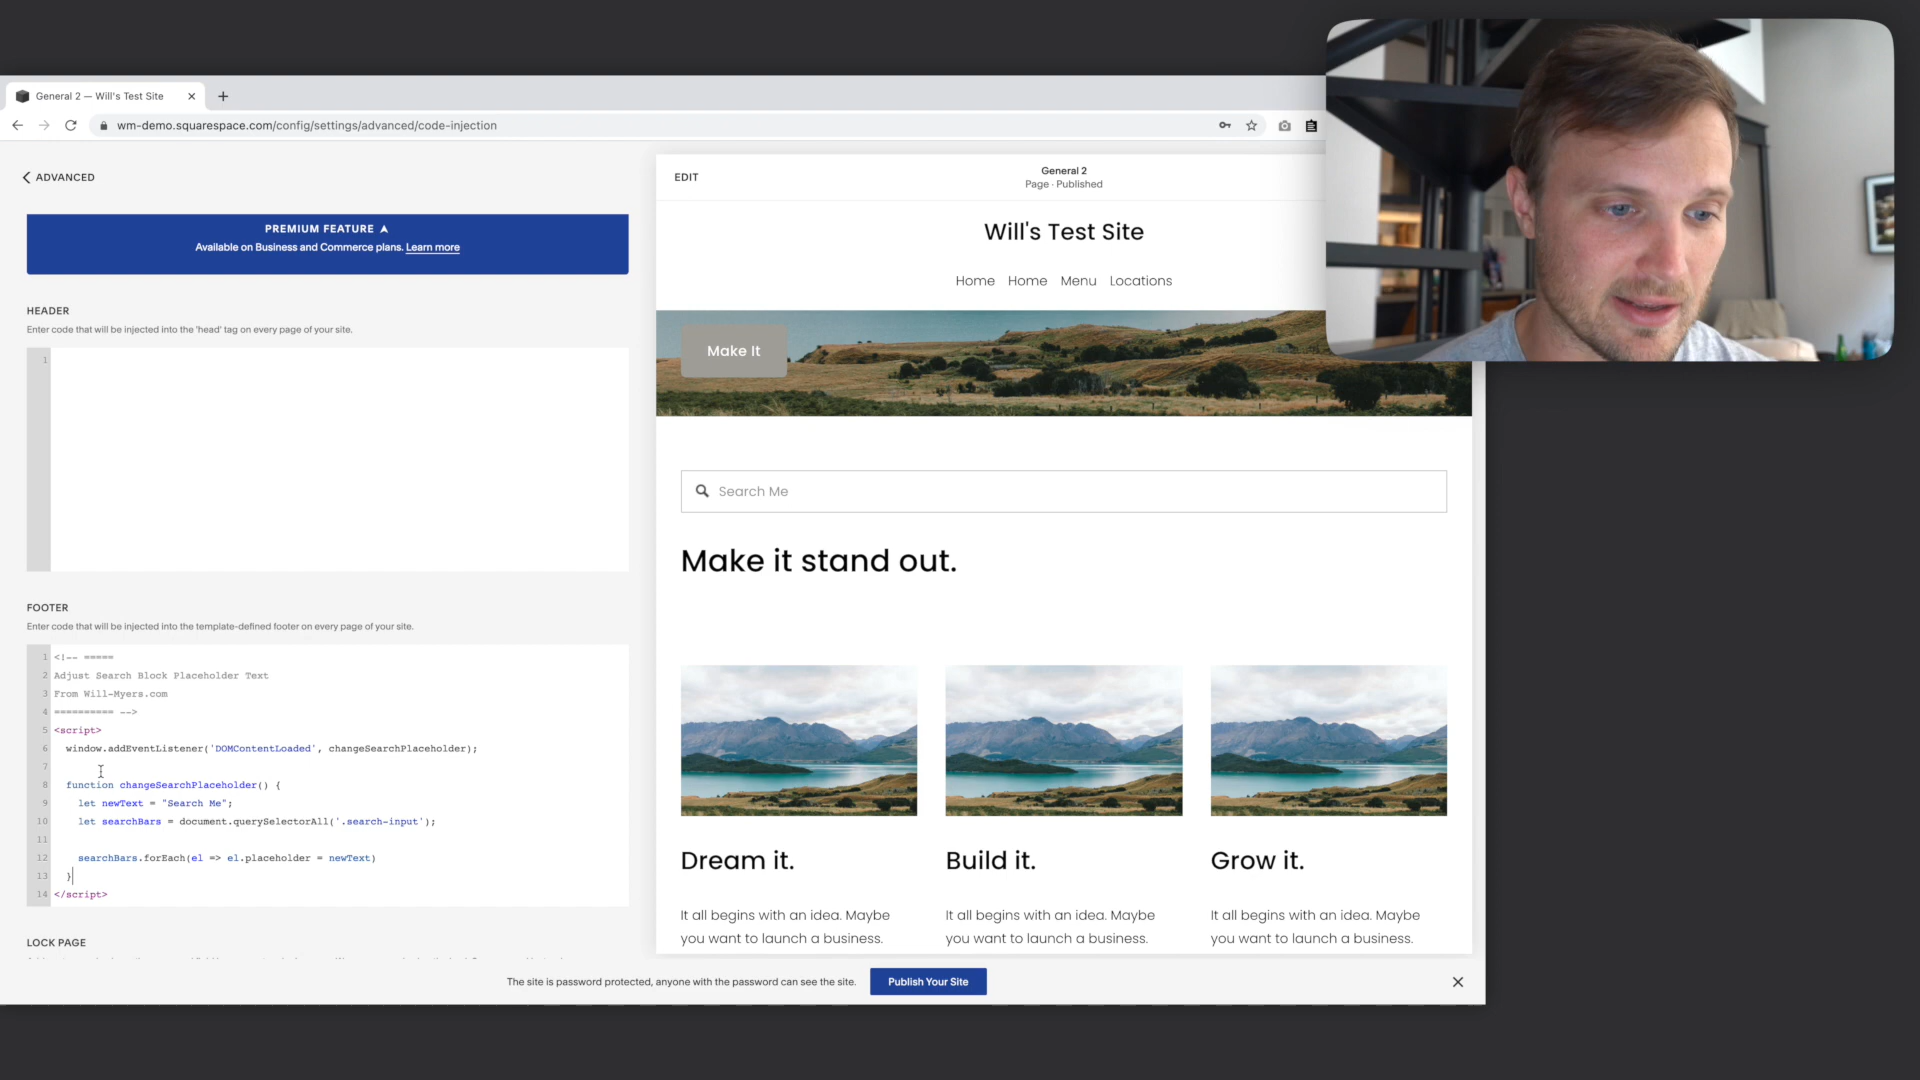 General 2 — Will's Test Site
wm-demo.squarespace.com/config/settings/advanced/code-injection
ADVANCED
PREMIUM FEATURE
Available on Business and Commerce plans. Learn more
HEADER
Enter code that will be injected into the 'head' tag on every page of your site.
1
FOOTER
Enter code that will be injected into the template-defined footer on every page of your site.
1 <!-- =====
2 Adjust Search Block Placeholder Text
3 From Will-Myers.com
4 ========== -->
5 <script>
6 window.addEventListener('DOMContentLoaded', changeSearchPlaceholder);
7
8 function changeSearchPlaceholder() {
9 let newText = "Search Me";
10 let searchBars = document.querySelectorAll('.search-input');
11
12 searchBars.forEach(el => el.placeholder = newText)
13 }
14 </script>
LOCK PAGE
EDIT
General 2
Page · Published
Will's Test Site
Home Home Menu Locations
Make It
Search Me
Make it stand out.
Dream it.
It all begins with an idea. Maybe
you want to launch a business.
Build it.
It all begins with an idea. Maybe
you want to launch a business.
Grow it.
It all begins with an idea. Maybe
you want to launch a business.
The site is password protected, anyone with the password can see the site.
Publish Your Site